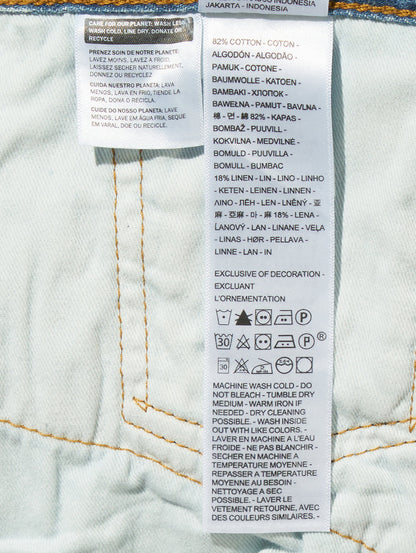 JAKARTA - INDONESIA
CARE FOR OUR PLANET: WASH LESS,
WASH COLD, LINE DRY, DONATE OR
RECYCLE
PRENEZ SOIN DE NOTRE PLANETE:
LAVEZ MOINS, LAVEZ À FROID,
LAISSEZ SECHER NATURELLEMENT,
DONNEZ OU RECYCLEZ
CUIDA NUESTRO PLANETA: LAVA
MENOS, LAVA EN FRIO, TIENDE LA
ROPA, DONA O RECICLA.
CUIDE DO NOSSO PLANETA: LAVE
MENOS, LAVE EM ÁGUA FRIA, SEQUE
EM VARAL, DOE OU RECICLE.
82% COTTON - COTON -
ALGODÓN - ALGODÃO -
PAMUK - COTONE -
BAUMWOLLE - KATOEN -
BAMBAKI - ХЛОПОК -
BAWEŁNA - PAMUT - BAVLNA
棉 - 면 - 綿 82% - KAPAS -
BOMBAŽ - PUUVILL -
KOKVILNA - MEDVILNĖ -
BOMULD - PUUVILLA -
BOMULL - BUMBAC
18% LINEN - LIN - LINO - LINHO
- KETEN - LEINEN - LINNEN -
ΛΙΝΟ - ЛЁН - LEN - LNĚNÝ -
亚麻 - 마 - 麻 18% - LENA -
ĽANOVÝ - LAN - LINANE - VEĻA
- LINAS - HØR - PELLAVA -
LINNE - LAN - IN
EXCLUSIVE OF DECORATION -
EXCLUANT
L'ORNEMENTATION
P
30 P ®
30
MACHINE WASH COLD - DO
NOT BLEACH - TUMBLE DRY
MEDIUM - WARM IRON IF
NEEDED - DRY CLEANING
POSSIBLE. - WASH INSIDE
OUT WITH LIKE COLORS. -
LAVER EN MACHINE A L'EAU
FROIDE - NE PAS BLANCHIR -
SECHER EN MACHINE A
TEMPERATURE MOYENNE -
REPASSER A TEMPERATURE
MOYENNE AU BESOIN -
NETTOYAGE A SEC
POSSIBLE. - LAVER LE
VETEMENT RETOURNE, AVEC
DES COULEURS SIMILAIRES. -